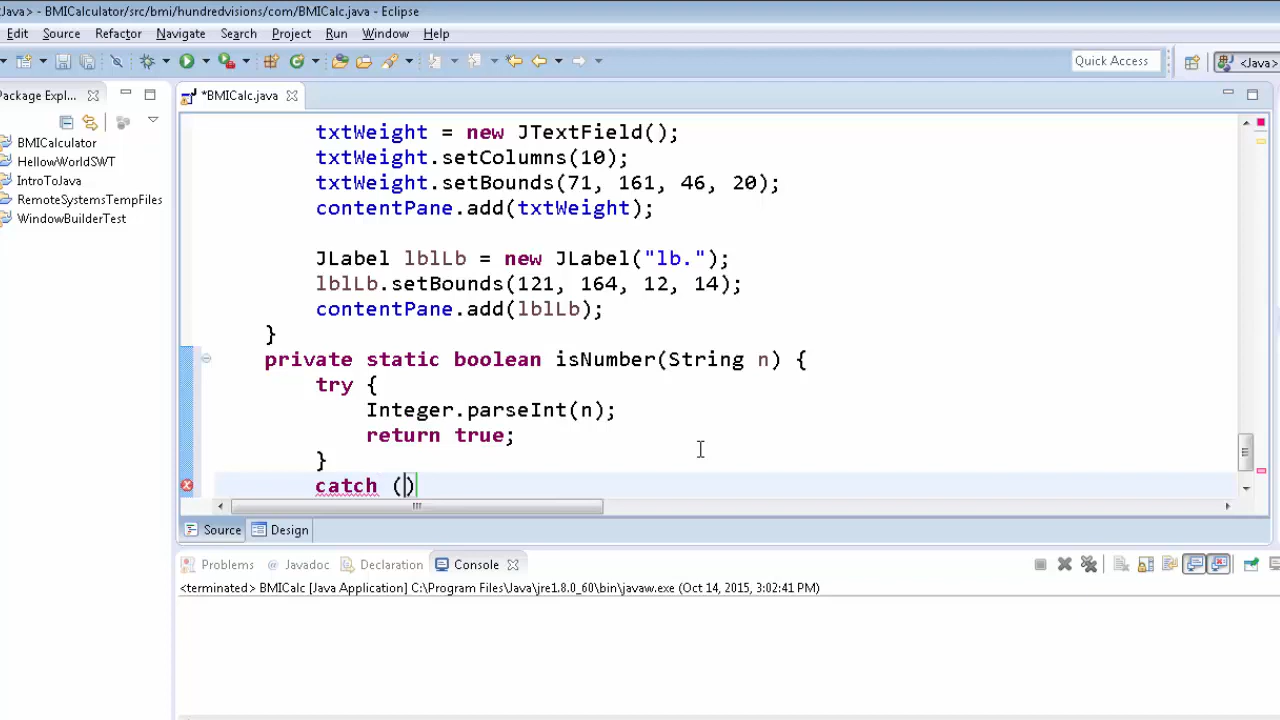 <Java> - BMICalculator/src/bmi/hundredvisions/com/BMICalc.java - Eclipse
Edit Source Refactor Navigate Search Project Run Window Help
Quick Access
<Java>
Package Expl...
*BMICalc.java
BMICalculator
HellowWorldSWT
IntroToJava
RemoteSystemsTempFiles
WindowBuilderTest
txtWeight = new JTextField();
txtWeight.setColumns(10);
txtWeight.setBounds(71, 161, 46, 20);
contentPane.add(txtWeight);
JLabel lblLb = new JLabel("lb.");
lblLb.setBounds(121, 164, 12, 14);
contentPane.add(lblLb);
}
private static boolean isNumber(String n) {
try {
Integer.parseInt(n);
return true;
}
catch ()
Source Design
Problems @ Javadoc Declaration Console
<terminated> BMICalc [Java Application] C:\Program Files\Java\jre1.8.0_60\bin\javaw.exe (Oct 14, 2015, 3:02:41 PM)